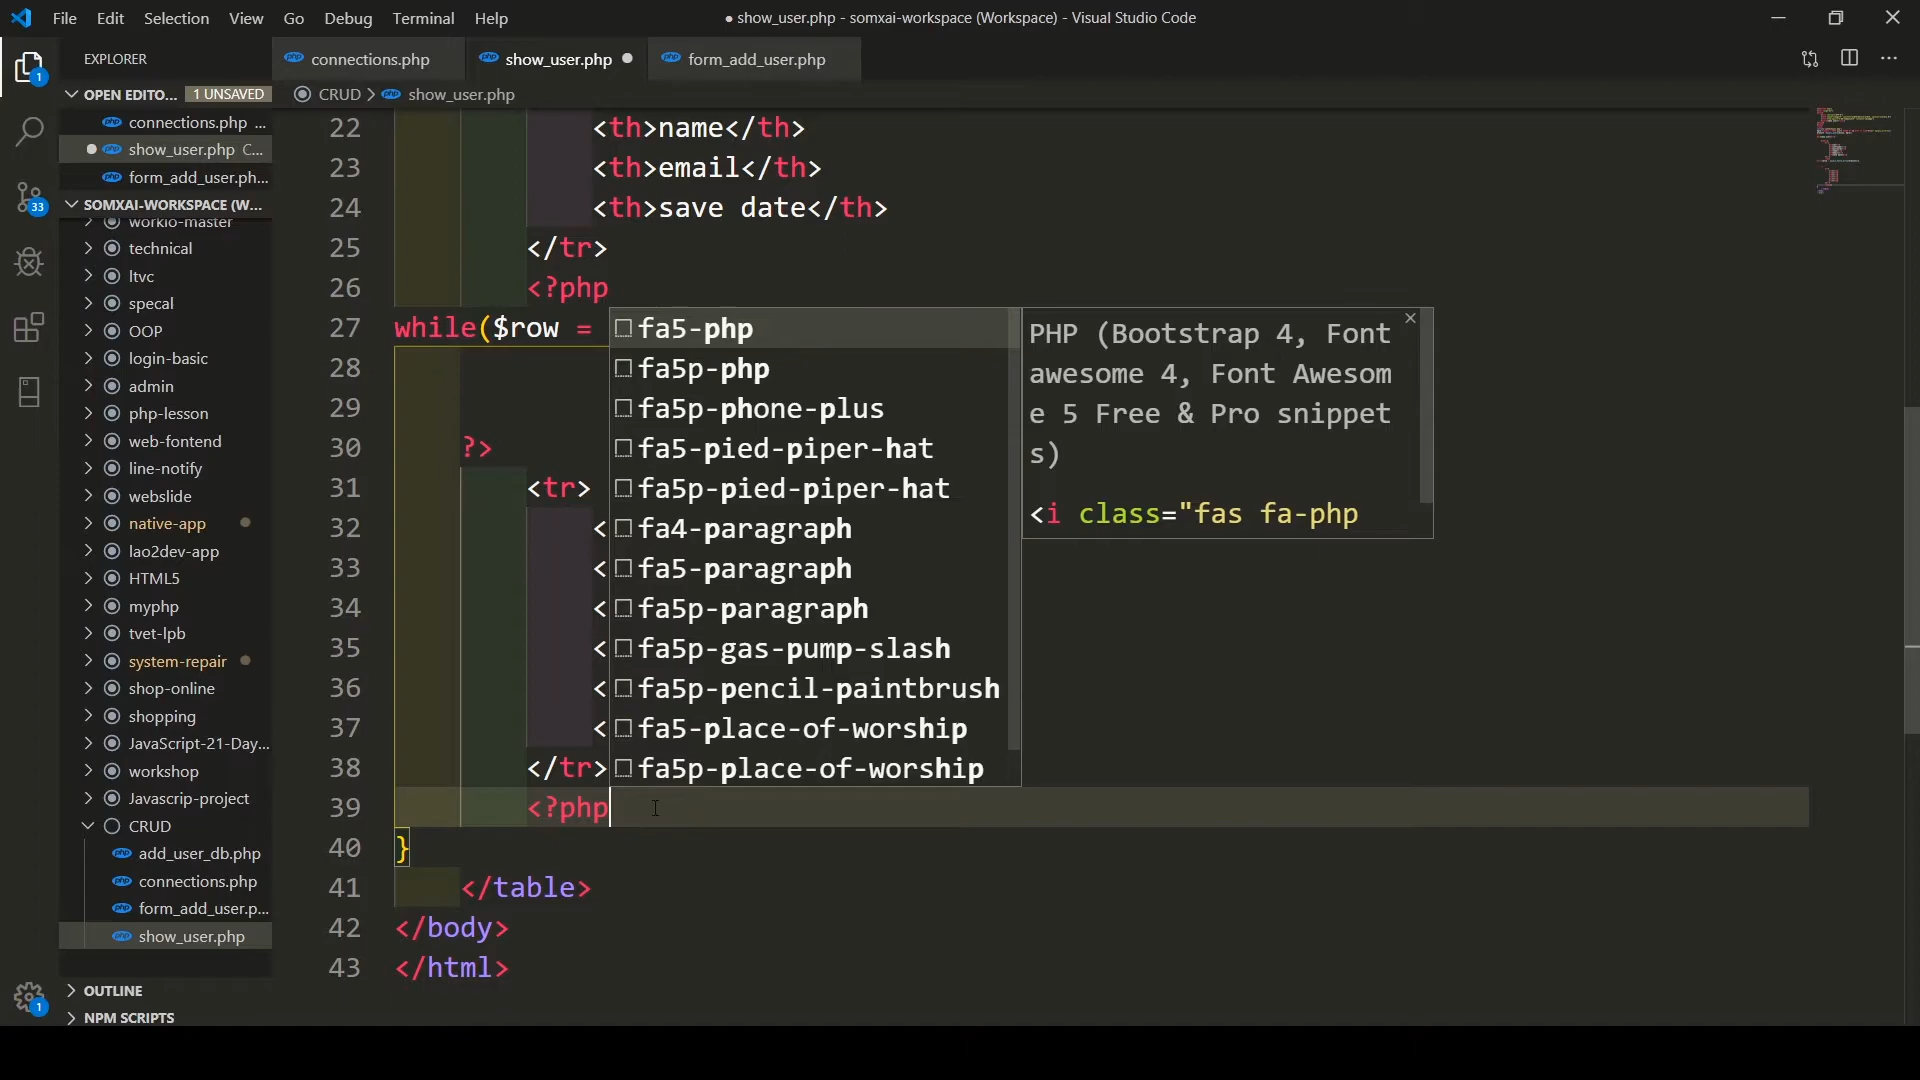 File Edit Selection View Go Debug Terminal Help
● show_user.php - somxai-workspace (Workspace) - Visual Studio Code
EXPLORER
connections.php
show_user.php
form_add_user.php
OPEN EDITO... 1 UNSAVED
CRUD > show_user.php
connections.php ...
show_user.php C...
form_add_user.ph...
SOMXAI-WORKSPACE (W...
workio-master
technical
ltvc
specal
OOP
login-basic
admin
php-lesson
web-fontend
line-notify
webslide
native-app
lao2dev-app
HTML5
myphp
tvet-lpb
system-repair
shop-online
shopping
JavaScript-21-Day...
workshop
Javascrip-project
CRUD
add_user_db.php
connections.php
form_add_user.p...
show_user.php
OUTLINE
NPM SCRIPTS
1
33
1
22 <th>name</th>
23 <th>email</th>
24 <th>save date</th>
25 </tr>
26 <?php
27 while($row =
28
29
30 ?>
31 <tr>
32 <
33 <
34 <
35 <
36 <
37 <
38 </tr>
39 <?php
40 }
41 </table>
42 </body>
43 </html>
fa5-php
fa5p-php
fa5p-phone-plus
fa5-pied-piper-hat
fa5p-pied-piper-hat
fa4-paragraph
fa5-paragraph
fa5p-paragraph
fa5p-gas-pump-slash
fa5p-pencil-paintbrush
fa5-place-of-worship
fa5p-place-of-worship
PHP (Bootstrap 4, Font
awesome 4, Font Awesom
e 5 Free & Pro snippet
s)
<i class="fas fa-php